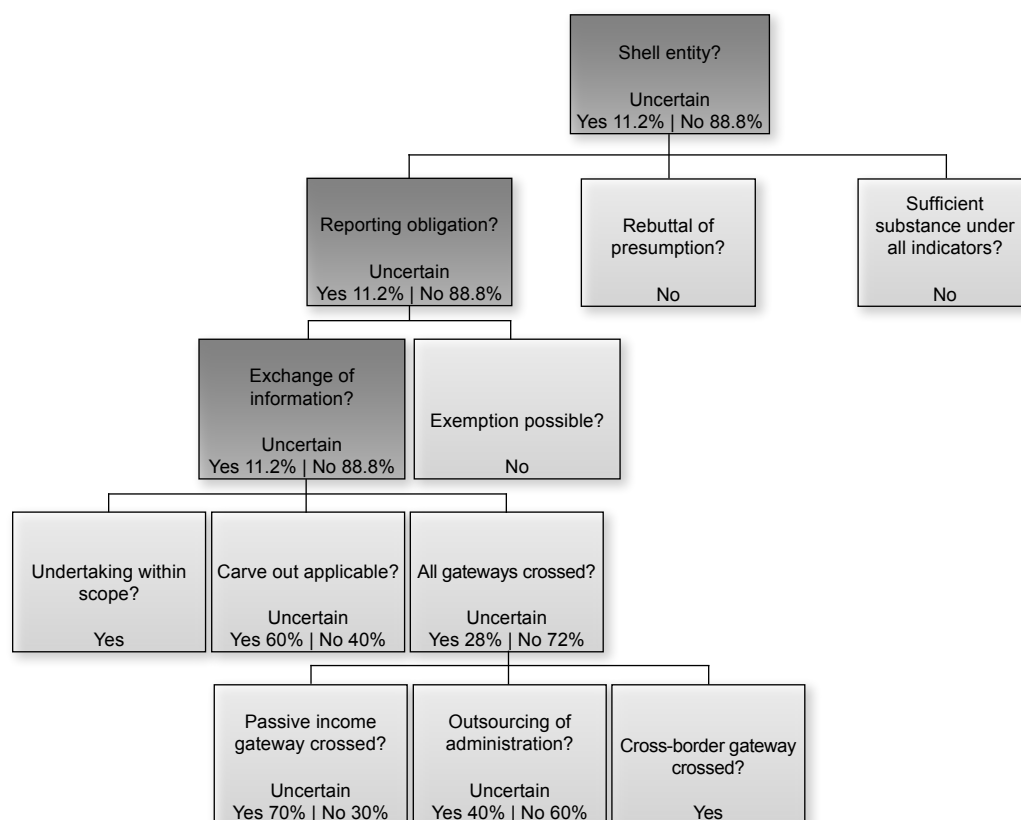 Shell entity?
Uncertain
Yes 11.2% | No 88.8%
Reporting obligation?
Uncertain
Yes 11.2% | No 88.8%
Rebuttal of
presumption?
No
Sufficient
substance under
all indicators?
No
Exchange of
information?
Uncertain
Yes 11.2% | No 88.8%
Exemption possible?
No
Undertaking within
scope?
Yes
Carve out applicable?
Uncertain
Yes 60% | No 40%
All gateways crossed?
Uncertain
Yes 28% | No 72%
Passive income
gateway crossed?
Uncertain
Yes 70% | No 30%
Outsourcing of
administration?
Uncertain
Yes 40% | No 60%
Cross-border gateway
crossed?
Yes